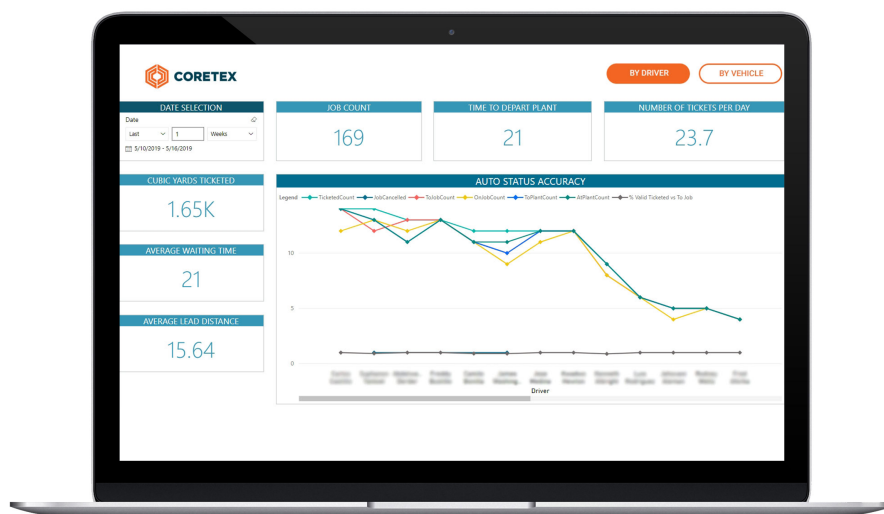 CORETEX
BY DRIVER
BY VEHICLE
DATE SELECTION
Date
Last
1
Weeks
5/10/2019 - 5/16/2019
JOB COUNT
169
TIME TO DEPART PLANT
21
NUMBER OF TICKETS PER DAY
23.7
CUBIC YARDS TICKETED
1.65K
AVERAGE WAITING TIME
21
AVERAGE LEAD DISTANCE
15.64
AUTO STATUS ACCURACY
Legend TicketedCount JobCancelled ToJobCount OnJobCount ToPlantCount AtPlantCount % Valid Ticketed vs To Job
10
5
0
Driver